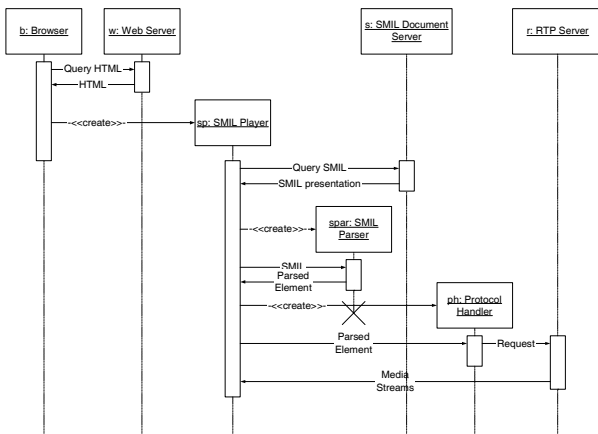 b: Browser
w: Web Server
s: SMIL Document
Server
r: RTP Server
Query HTML
HTML
-<<create>>-
sp: SMIL Player
Query SMIL
SMIL presentation
-<<create>>-
spar: SMIL
Parser
SMIL
Parsed
Element
-<<create>>-
ph: Protocol
Handler
Parsed
Element
Request
Media
Streams